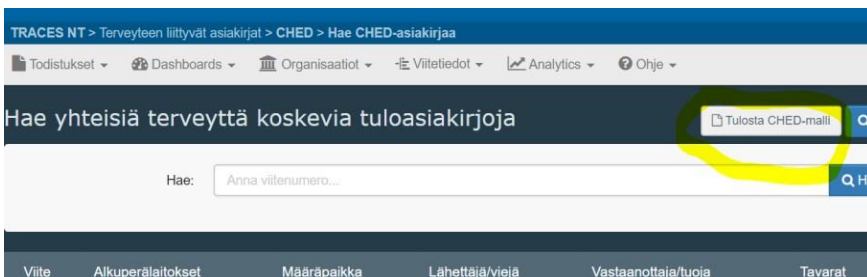 TRACES NT > Terveyteen liittyvät asiakirjat > CHED > Hae CHED-asiakirjaa
Todistukset Dashboards Organisaatiot Viitetiedot Analytics Ohje
Hae yhteisiä terveyttä koskevia tuloasiakirjoja Tulosta CHED-malli
Hae: Anna viitenumero... H
Viite Alkuperälaitokset Määräpaikka Lähettäjä/viejä Vastaanottaja/tuoja Tavarat